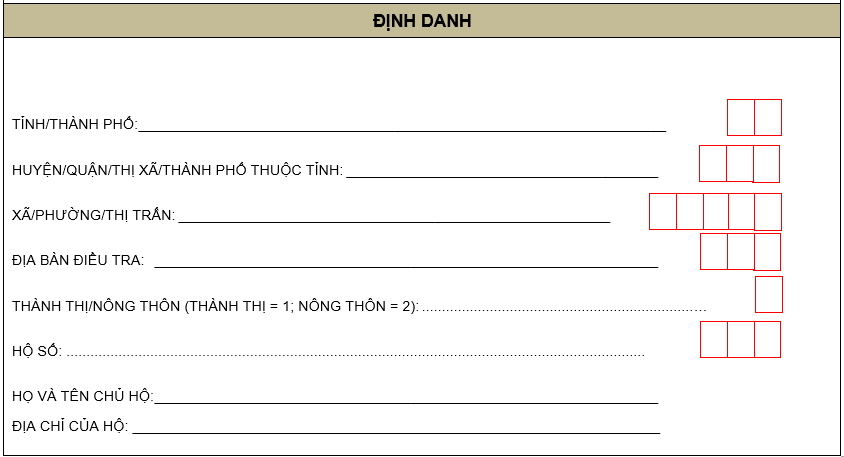 ĐỊNH DANH
TỈNH/THÀNH PHỐ:
HUYỆN/QUẬN/THỊ XÃ/THÀNH PHỐ THUỘC TỈNH:
XÃ/PHƯỜNG/THỊ TRẤN:
ĐỊA BÀN ĐIỀU TRA:
THÀNH THỊ/NÔNG THÔN (THÀNH THỊ = 1; NÔNG THÔN = 2):
HỘ SỐ:
HỌ VÀ TÊN CHỦ HỘ:
ĐỊA CHỈ CỦA HỘ: